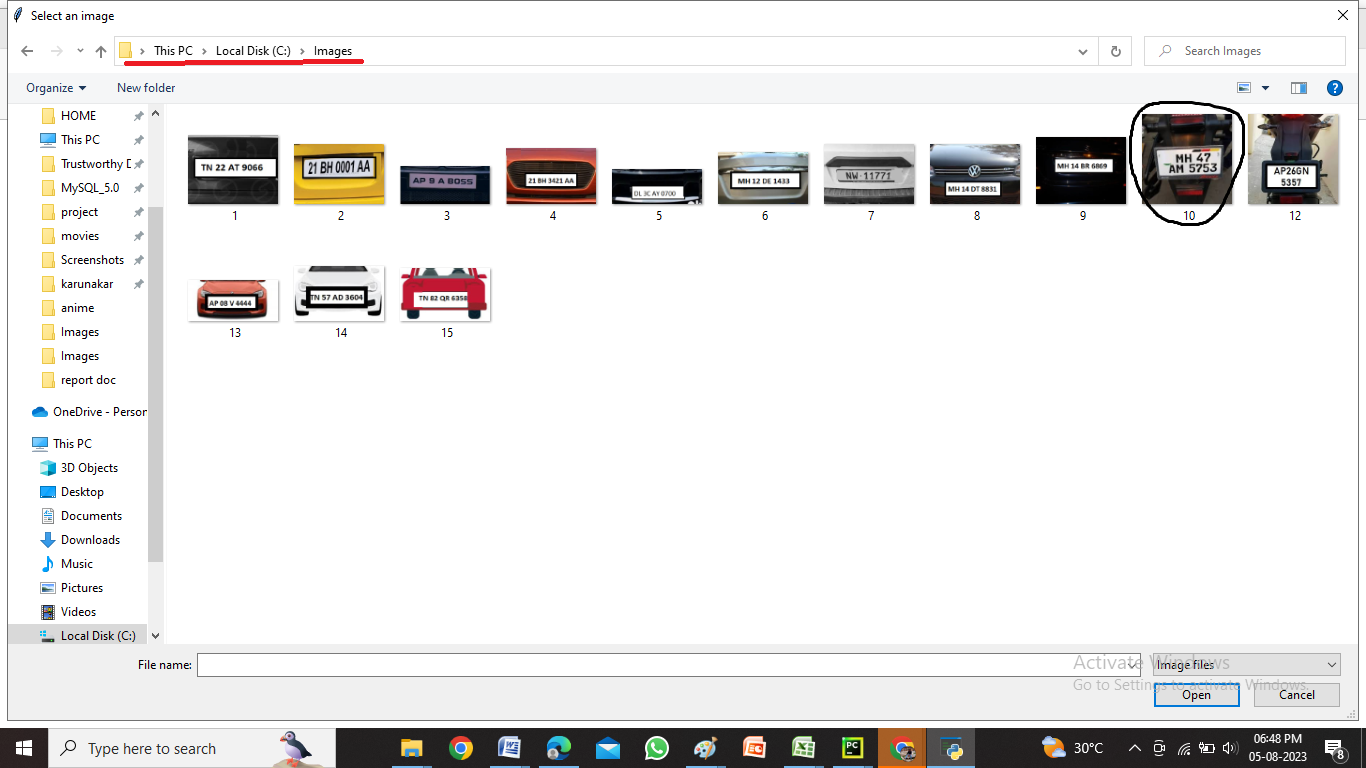 Select an image
This PC > Local Disk (C:) > Images
Search Images
Organize
New folder
HOME
This PC
Trustworthy D
MySQL_5.0
project
movies
Screenshots
karunakar
anime
Images
Images
report doc
OneDrive - Person
This PC
3D Objects
Desktop
Documents
Downloads
Music
Pictures
Videos
Local Disk (C:)
TN 22 AT 9066
1
21 BH 0001 AA
2
AP 9 A BOSS
3
21 BH 3421 AA
4
DL 3C AY 0700
5
MH 12 DE 1433
6
NW 11771
7
MH 14 DT 8831
8
MH 14 BR 6869
9
MH 47
AM 5753
10
AP26GN
5357
12
AP 08 V 4444
13
TN 57 AD 3604
14
TN 82 QR 6358
15
File name:
Image files
Activate Windows
Go to Settings to activate Windows.
Open
Cancel
Type here to search
30°C
06:48 PM
05-08-2023
8